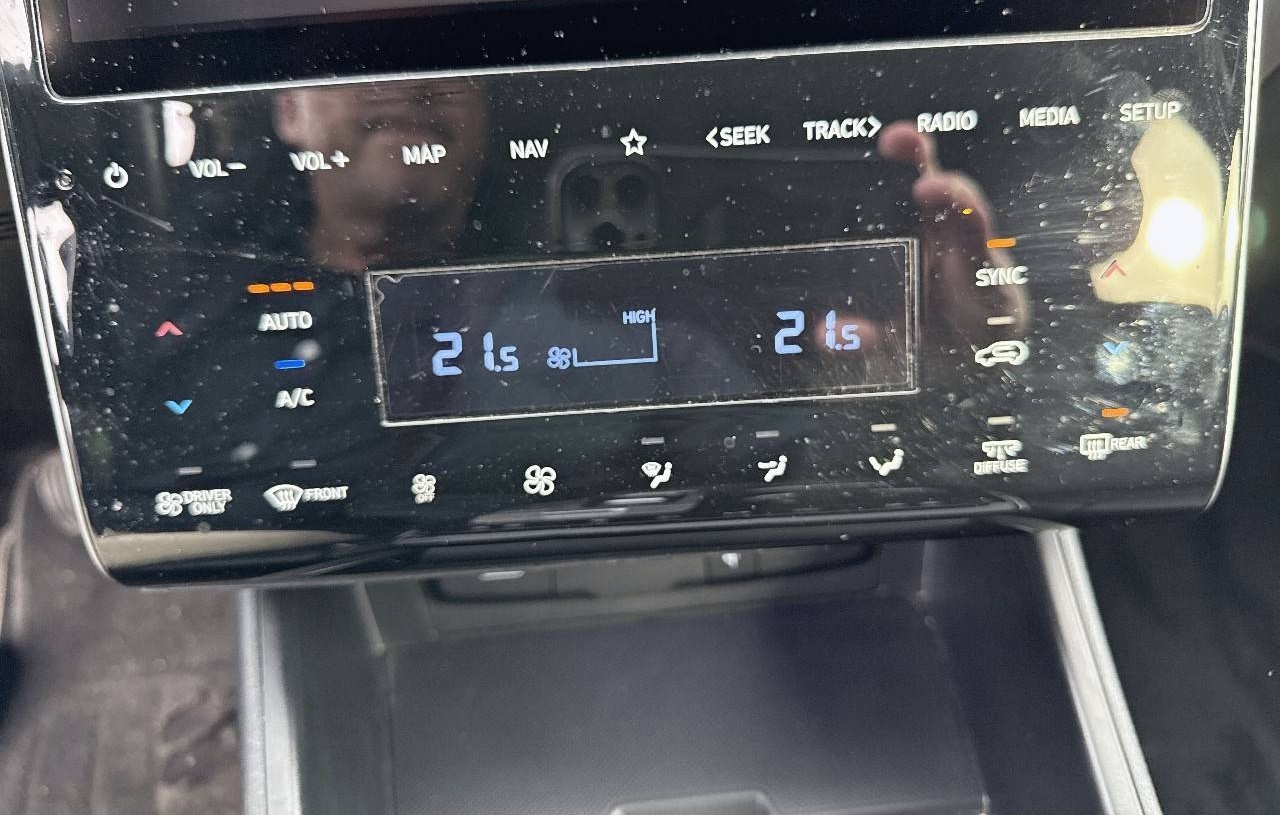 VOL− VOL+ MAP NAV <SEEK TRACK> RADIO MEDIA SETUP
AUTO
SYNC
HIGH
21.5
21.5
A/C
DRIVER ONLY
FRONT
OFF
DIFFUSE
REAR